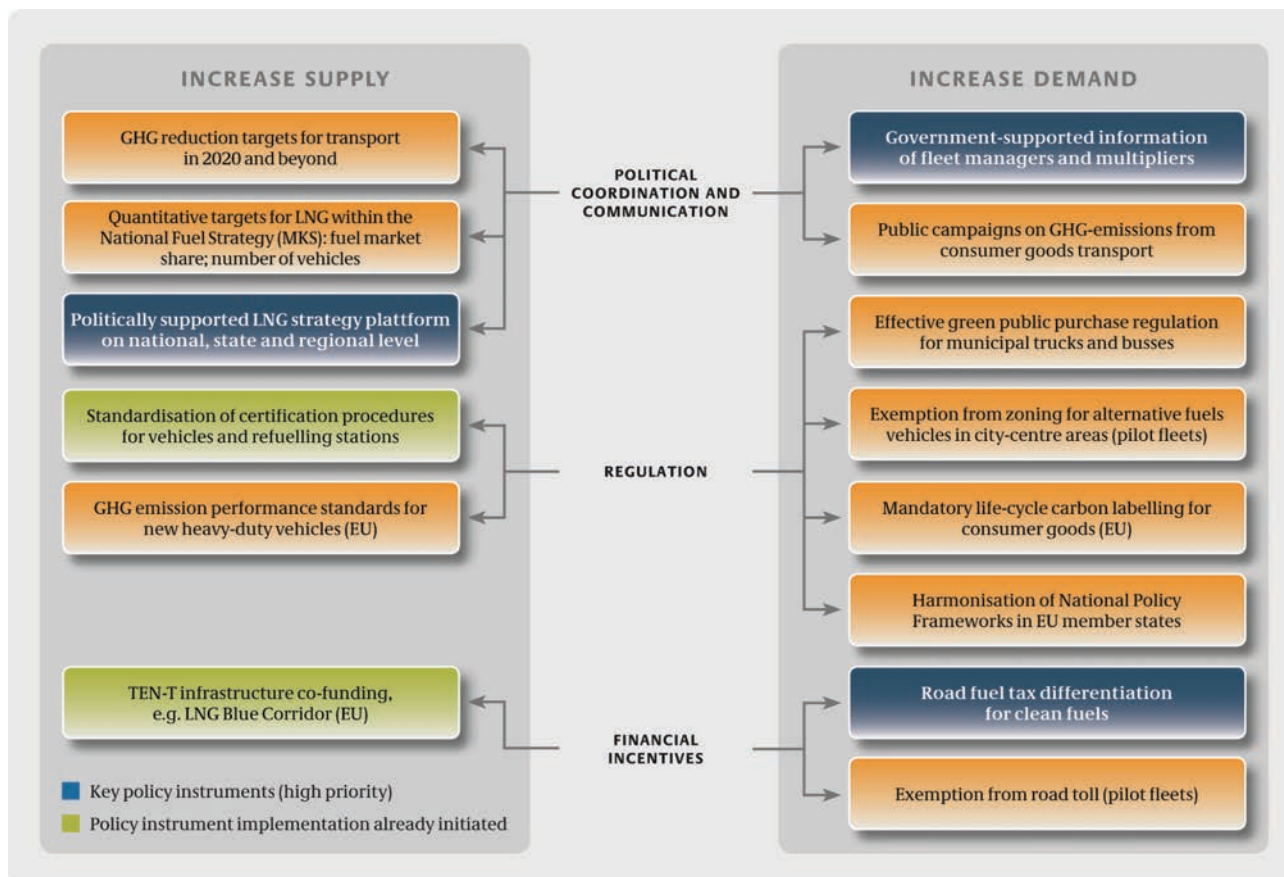 INCREASE SUPPLY
GHG reduction targets for transport
in 2020 and beyond
Quantitative targets for LNG within the
National Fuel Strategy (MKS): fuel market
share; number of vehicles
Politically supported LNG strategy plattform
on national, state and regional level
Standardisation of certification procedures
for vehicles and refuelling stations
GHG emission performance standards for
new heavy-duty vehicles (EU)
TEN-T infrastructure co-funding,
e.g. LNG Blue Corridor (EU)
Key policy instruments (high priority)
Policy instrument implementation already initiated
POLITICAL
COORDINATION AND
COMMUNICATION
REGULATION
FINANCIAL
INCENTIVES
INCREASE DEMAND
Government-supported information
of fleet managers and multipliers
Public campaigns on GHG-emissions from
consumer goods transport
Effective green public purchase regulation
for municipal trucks and busses
Exemption from zoning for alternative fuels
vehicles in city-centre areas (pilot fleets)
Mandatory life-cycle carbon labelling for
consumer goods (EU)
Harmonisation of National Policy
Frameworks in EU member states
Road fuel tax differentiation
for clean fuels
Exemption from road toll (pilot fleets)